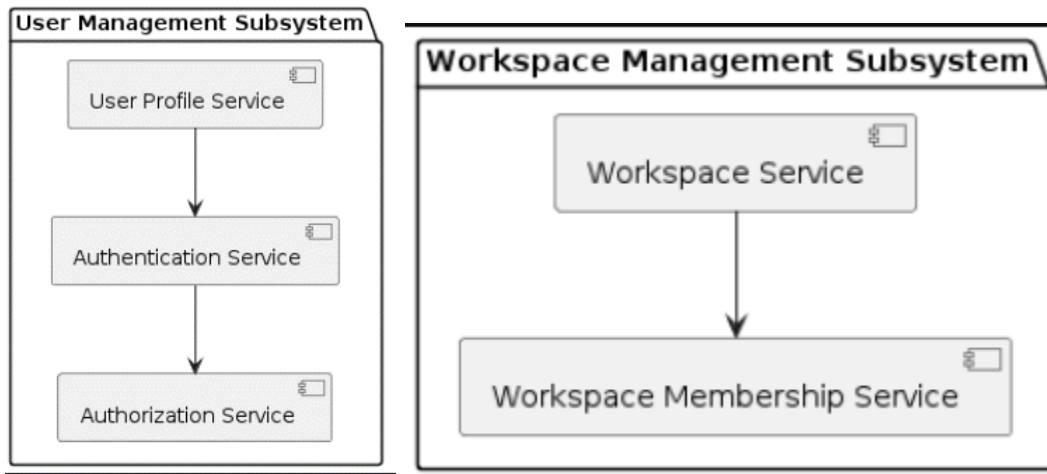 User Management Subsystem
User Profile Service
Authentication Service
Authorization Service
Workspace Management Subsystem
Workspace Service
Workspace Membership Service